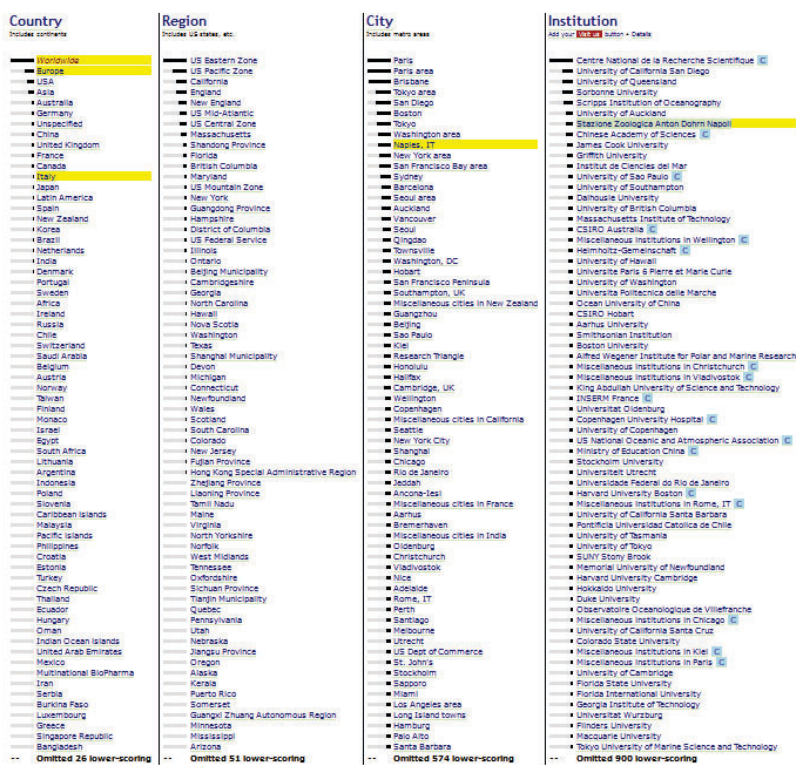 Country
Includes continents
Worldwide
Europe
USA
Asia
Australia
Germany
Unspecified
China
United Kingdom
France
Canada
Italy
Japan
Latin America
Spain
New Zealand
Korea
Brazil
Netherlands
India
Denmark
Portugal
Sweden
Africa
Ireland
Russia
Chile
Switzerland
Saudi Arabia
Belgium
Austria
Norway
Taiwan
Finland
Monaco
Israel
Egypt
South Africa
Lithuania
Argentina
Indonesia
Poland
Slovenia
Caribbean Islands
Malaysia
Pacific Islands
Philippines
Croatia
Estonia
Turkey
Czech Republic
Thailand
Ecuador
Hungary
Oman
Indian Ocean Islands
United Arab Emirates
Mexico
Multinational BioPharma
Iran
Serbia
Burkina Faso
Luxembourg
Greece
Singapore Republic
Bangladesh
-- Omitted 26 lower-scoring
Region
Includes US states, etc.
US Eastern Zone
US Pacific Zone
California
England
New England
US Mid-Atlantic
US Central Zone
Massachusetts
Shandong Province
Florida
British Columbia
Maryland
US Mountain Zone
New York
Guangdong Province
Hampshire
District of Columbia
US Federal Service
Illinois
Ontario
Beijing Municipality
Cambridgeshire
Georgia
North Carolina
Hawaii
Nova Scotia
Washington
Texas
Shanghai Municipality
Devon
Michigan
Connecticut
Newfoundland
Wales
Scotland
South Carolina
Colorado
New Jersey
Fujian Province
Hong Kong Special Administrative Region
Zhejiang Province
Liaoning Province
Tamil Nadu
Maine
Virginia
North Yorkshire
Norfolk
West Midlands
Tennessee
Oxfordshire
Sichuan Province
Tianjin Municipality
Quebec
Pennsylvania
Utah
Nebraska
Jiangsu Province
Oregon
Alaska
Kerala
Puerto Rico
Somerset
Guangxi Zhuang Autonomous Region
Minnesota
Mississippi
Arizona
-- Omitted 51 lower-scoring
City
Includes metro areas
Paris
Paris area
Brisbane
Tokyo area
San Diego
Boston
Tokyo
Washington area
Naples, IT
New York area
San Francisco Bay area
Sydney
Barcelona
Seoul area
Auckland
Vancouver
Seoul
Qingdao
Townsville
Washington, DC
Hobart
San Francisco Peninsula
Southampton, UK
Miscellaneous cities in New Zealand
Guangzhou
Beijing
Sao Paulo
Kiel
Research Triangle
Honolulu
Halifax
Cambridge, UK
Wellington
Copenhagen
Miscellaneous cities in California
Seattle
New York City
Shanghai
Chicago
Rio de Janeiro
Jeddah
Ancona-Iesi
Miscellaneous cities in France
Aarhus
Bremerhaven
Miscellaneous cities in India
Oldenburg
Christchurch
Vladivostok
Nice
Adelaide
Rome, IT
Perth
Santiago
Melbourne
Utrecht
US Dept of Commerce
St. John's
Stockholm
Sapporo
Miami
Los Angeles area
Long Island towns
Hamburg
Palo Alto
Santa Barbara
-- Omitted 574 lower-scoring
Institution
Add your Visit us button • Details
Centre National de la Recherche Scientifique C
University of California San Diego
University of Queensland
Sorbonne University
Scripps Institution of Oceanography
University of Auckland
Stazione Zoologica Anton Dohrn Napoli
Chinese Academy of Sciences C
James Cook University
Griffith University
Institut de Ciencies del Mar
University of Sao Paulo C
University of Southampton
Dalhousie University
University of British Columbia
Massachusetts Institute of Technology
CSIRO Australia C
Miscellaneous institutions in Wellington C
Helmholtz-Gemeinschaft C
University of Hawaii
Universite Paris 6 Pierre et Marie Curie
University of Washington
Universita Politecnica delle Marche
Ocean University of China
CSIRO Hobart
Aarhus University
Smithsonian Institution
Boston University
Alfred Wegener Institute for Polar and Marine Research
Miscellaneous institutions in Christchurch C
Miscellaneous institutions in Vladivostok C
King Abdullah University of Science and Technology
INSERM France C
Universitat Oldenburg
Copenhagen University Hospital C
University of Copenhagen
US National Oceanic and Atmospheric Association C
Ministry of Education China C
Stockholm University
Universiteit Utrecht
Universidade Federal do Rio de Janeiro
Harvard University Boston C
Miscellaneous institutions in Rome, IT C
University of California Santa Barbara
Pontificia Universidad Catolica de Chile
University of Tasmania
University of Tokyo
SUNY Stony Brook
Memorial University of Newfoundland
Harvard University Cambridge
Hokkaido University
Duke University
Observatoire Oceanologique de Villefranche
Miscellaneous institutions in Chicago C
University of California Santa Cruz
Colorado State University
Miscellaneous institutions in Kiel C
Miscellaneous institutions in Paris C
University of Cambridge
Florida State University
Florida International University
Georgia Institute of Technology
Universitat Wurzburg
Flinders University
Macquarie University
Tokyo University of Marine Science and Technology
-- Omitted 900 lower-scoring